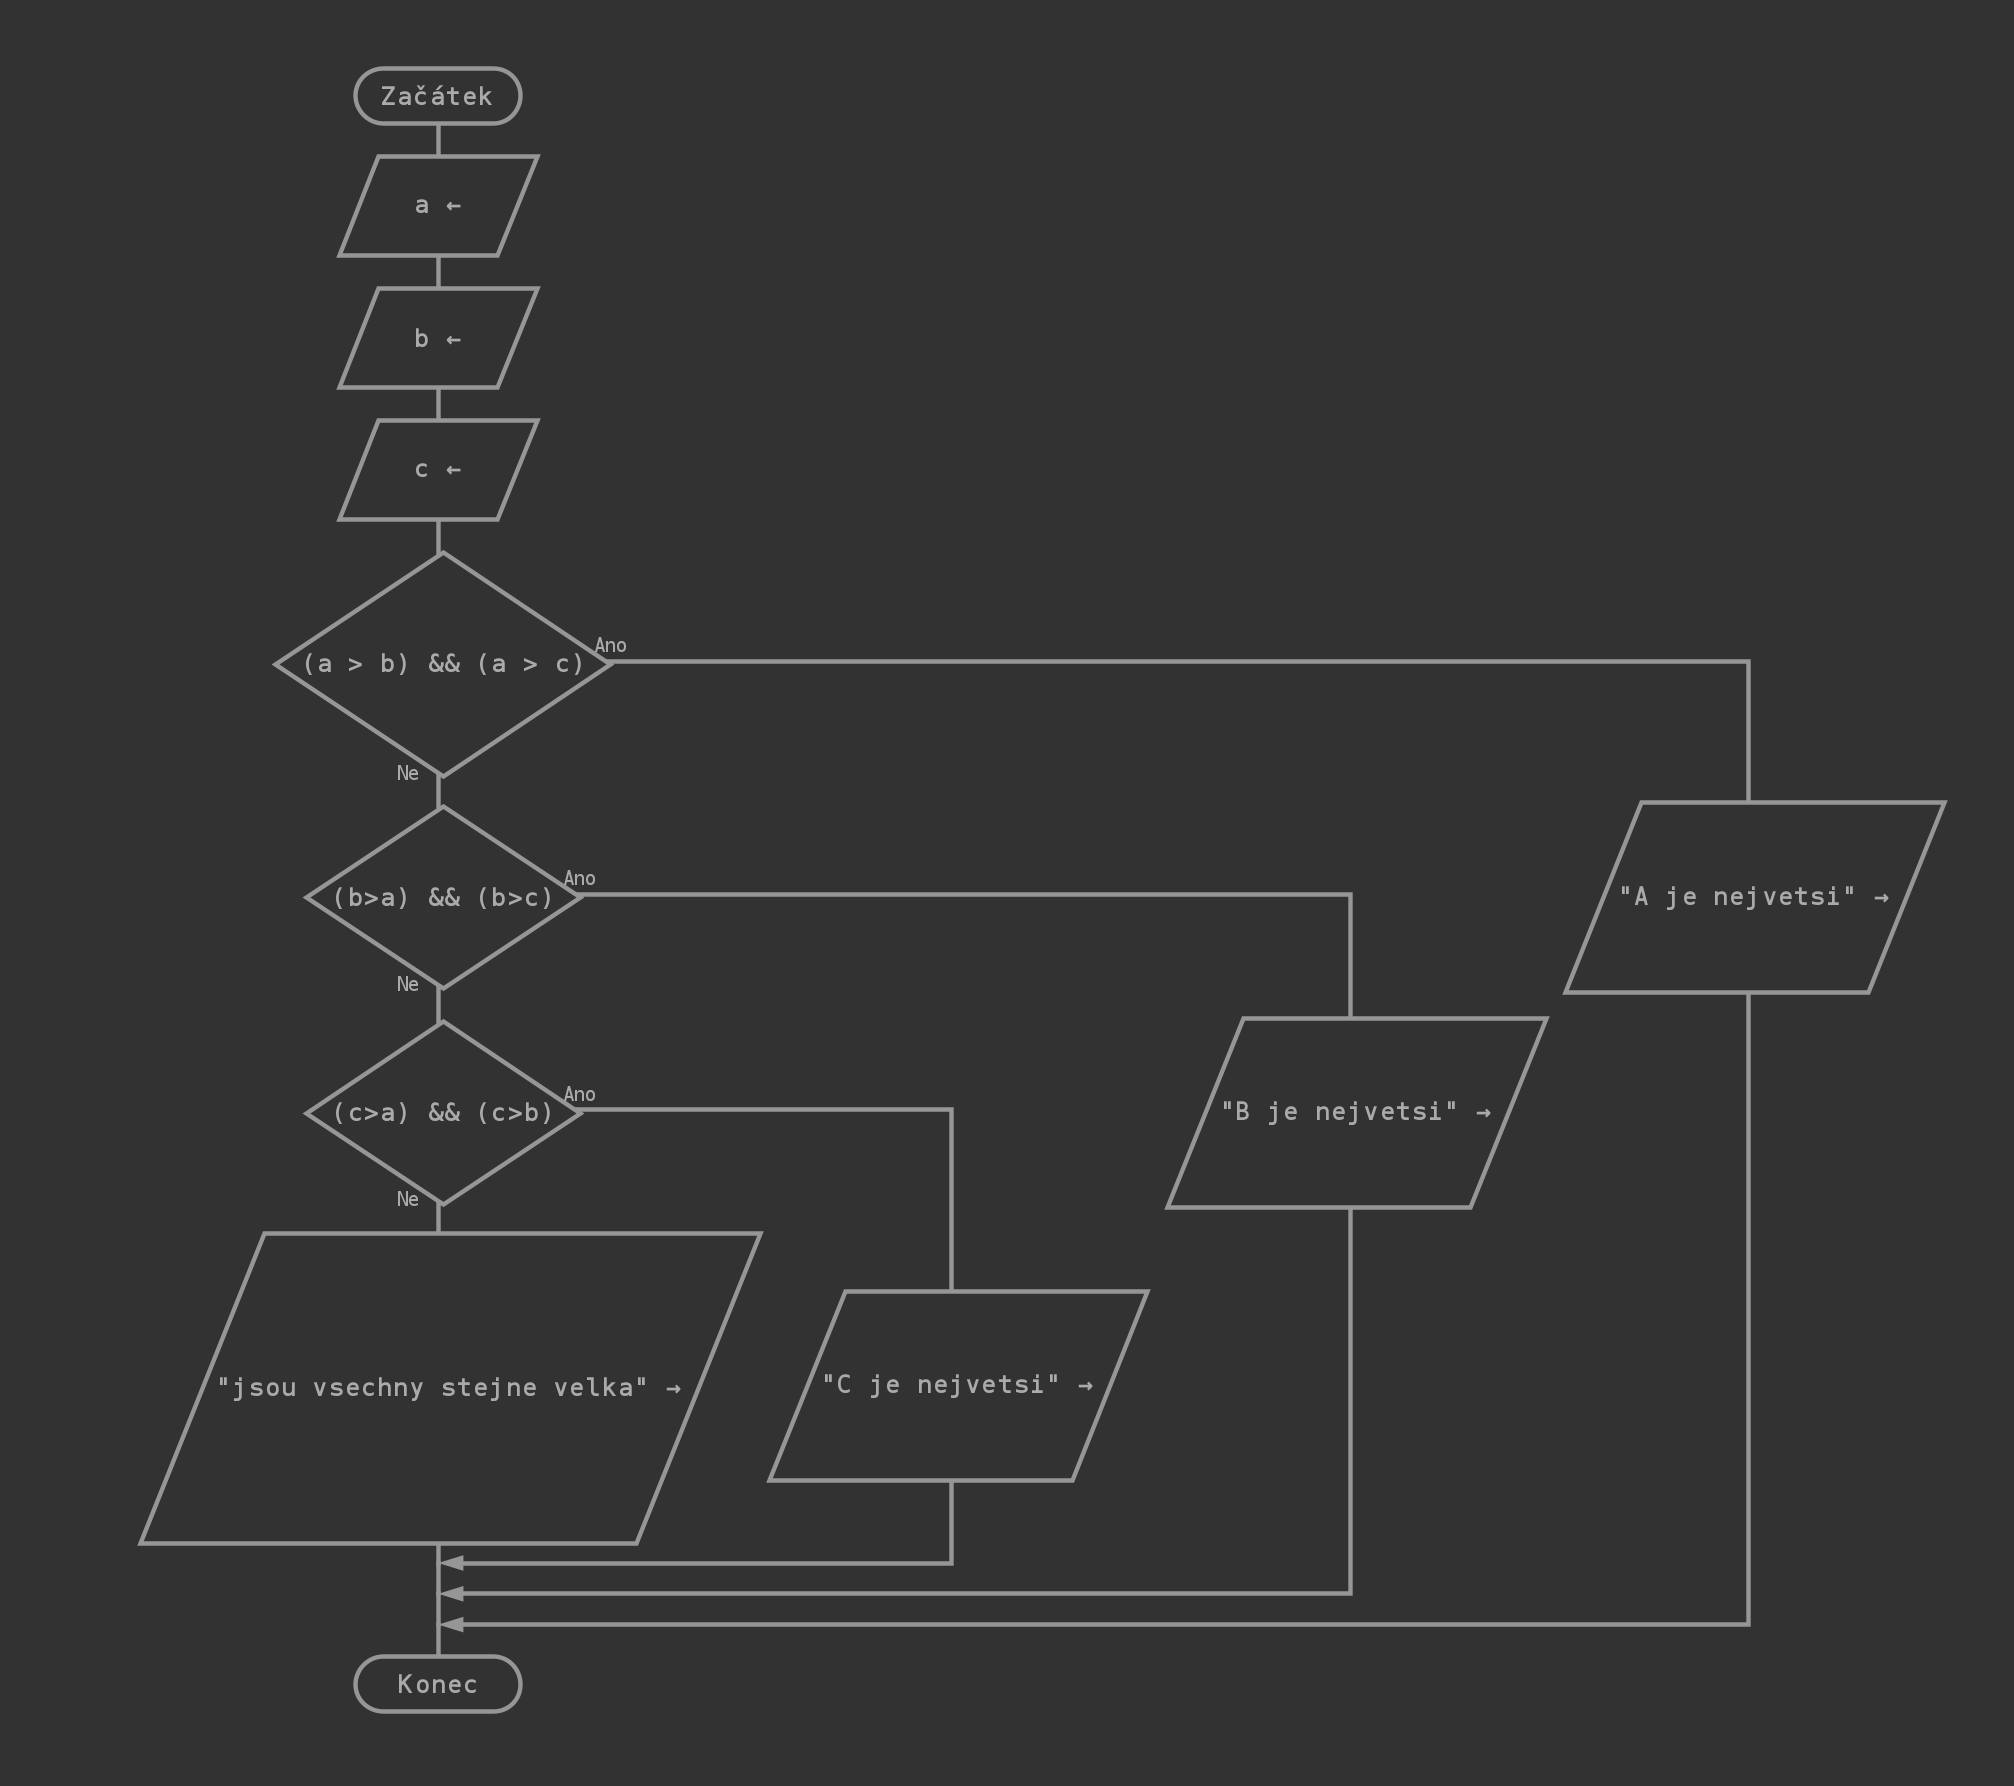 Začátek
a ←
b ←
c ←
(a > b) && (a > c)
Ano
Ne
(b>a) && (b>c)
Ano
"A je nejvetsi" →
Ne
(c>a) && (c>b)
Ano
"B je nejvetsi" →
Ne
"jsou vsechny stejne velka" →
"C je nejvetsi" →
Konec